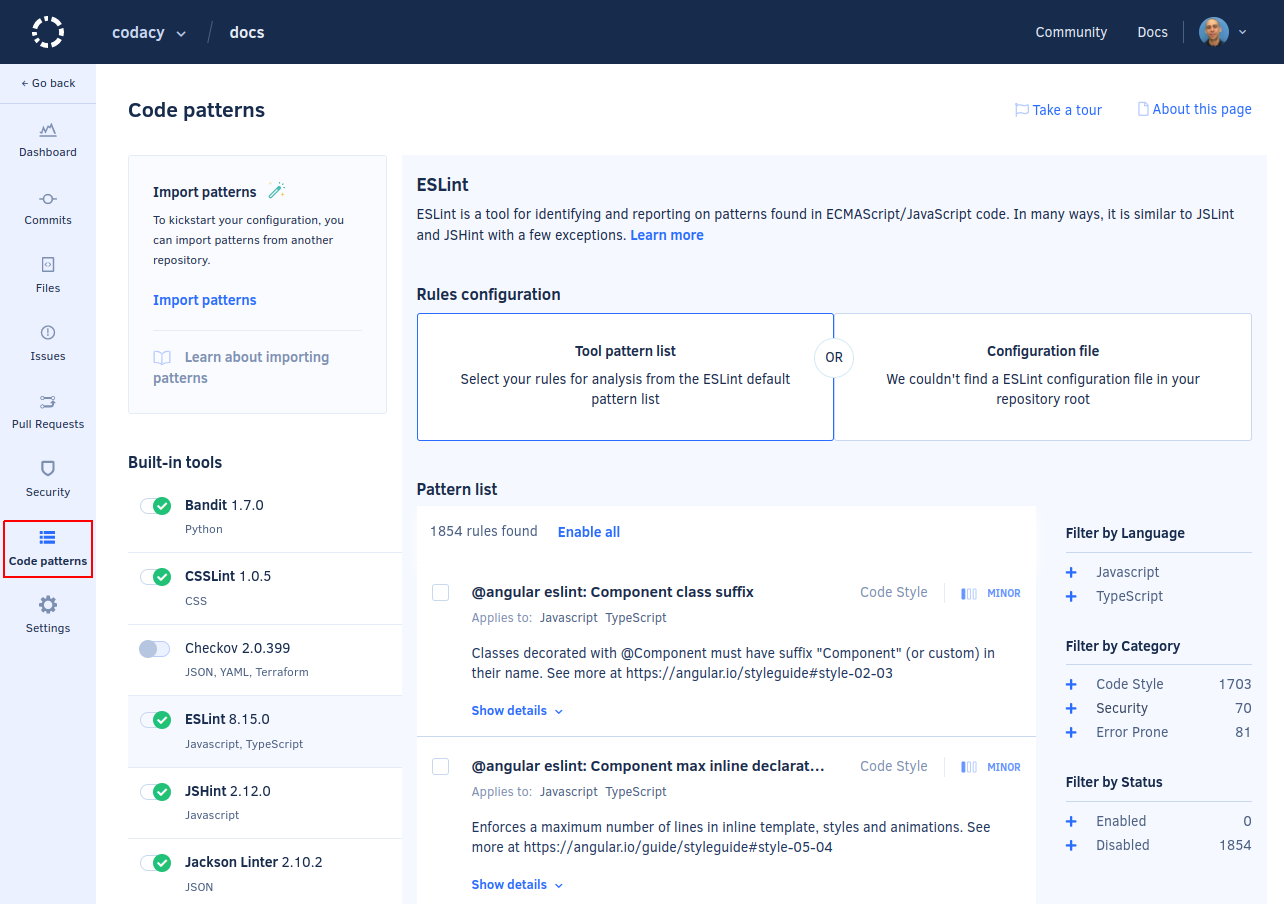 codacy / docs
Community
Docs
← Go back
Dashboard
Commits
Files
Issues
Pull Requests
Security
Code patterns
Settings
Code patterns
Take a tour
About this page
Import patterns
To kickstart your configuration, you
can import patterns from another
repository.
Import patterns
Learn about importing
patterns
Built-in tools
Bandit 1.7.0
Python
CSSLint 1.0.5
CSS
Checkov 2.0.399
JSON, YAML, Terraform
ESLint 8.15.0
Javascript, TypeScript
JSHint 2.12.0
Javascript
Jackson Linter 2.10.2
JSON
ESLint
ESLint is a tool for identifying and reporting on patterns found in ECMAScript/JavaScript code. In many ways, it is similar to JSLint
and JSHint with a few exceptions. Learn more
Rules configuration
Tool pattern list
Select your rules for analysis from the ESLint default
pattern list
OR
Configuration file
We couldn't find a ESLint configuration file in your
repository root
Pattern list
1854 rules found Enable all
@angular eslint: Component class suffix Code Style MINOR
Applies to: Javascript TypeScript
Classes decorated with @Component must have suffix "Component" (or custom) in
their name. See more at https://angular.io/styleguide#style-02-03
Show details
@angular eslint: Component max inline declarat... Code Style MINOR
Applies to: Javascript TypeScript
Enforces a maximum number of lines in inline template, styles and animations. See
more at https://angular.io/guide/styleguide#style-05-04
Show details
Filter by Language
+ Javascript
+ TypeScript
Filter by Category
+ Code Style 1703
+ Security 70
+ Error Prone 81
Filter by Status
+ Enabled 0
+ Disabled 1854